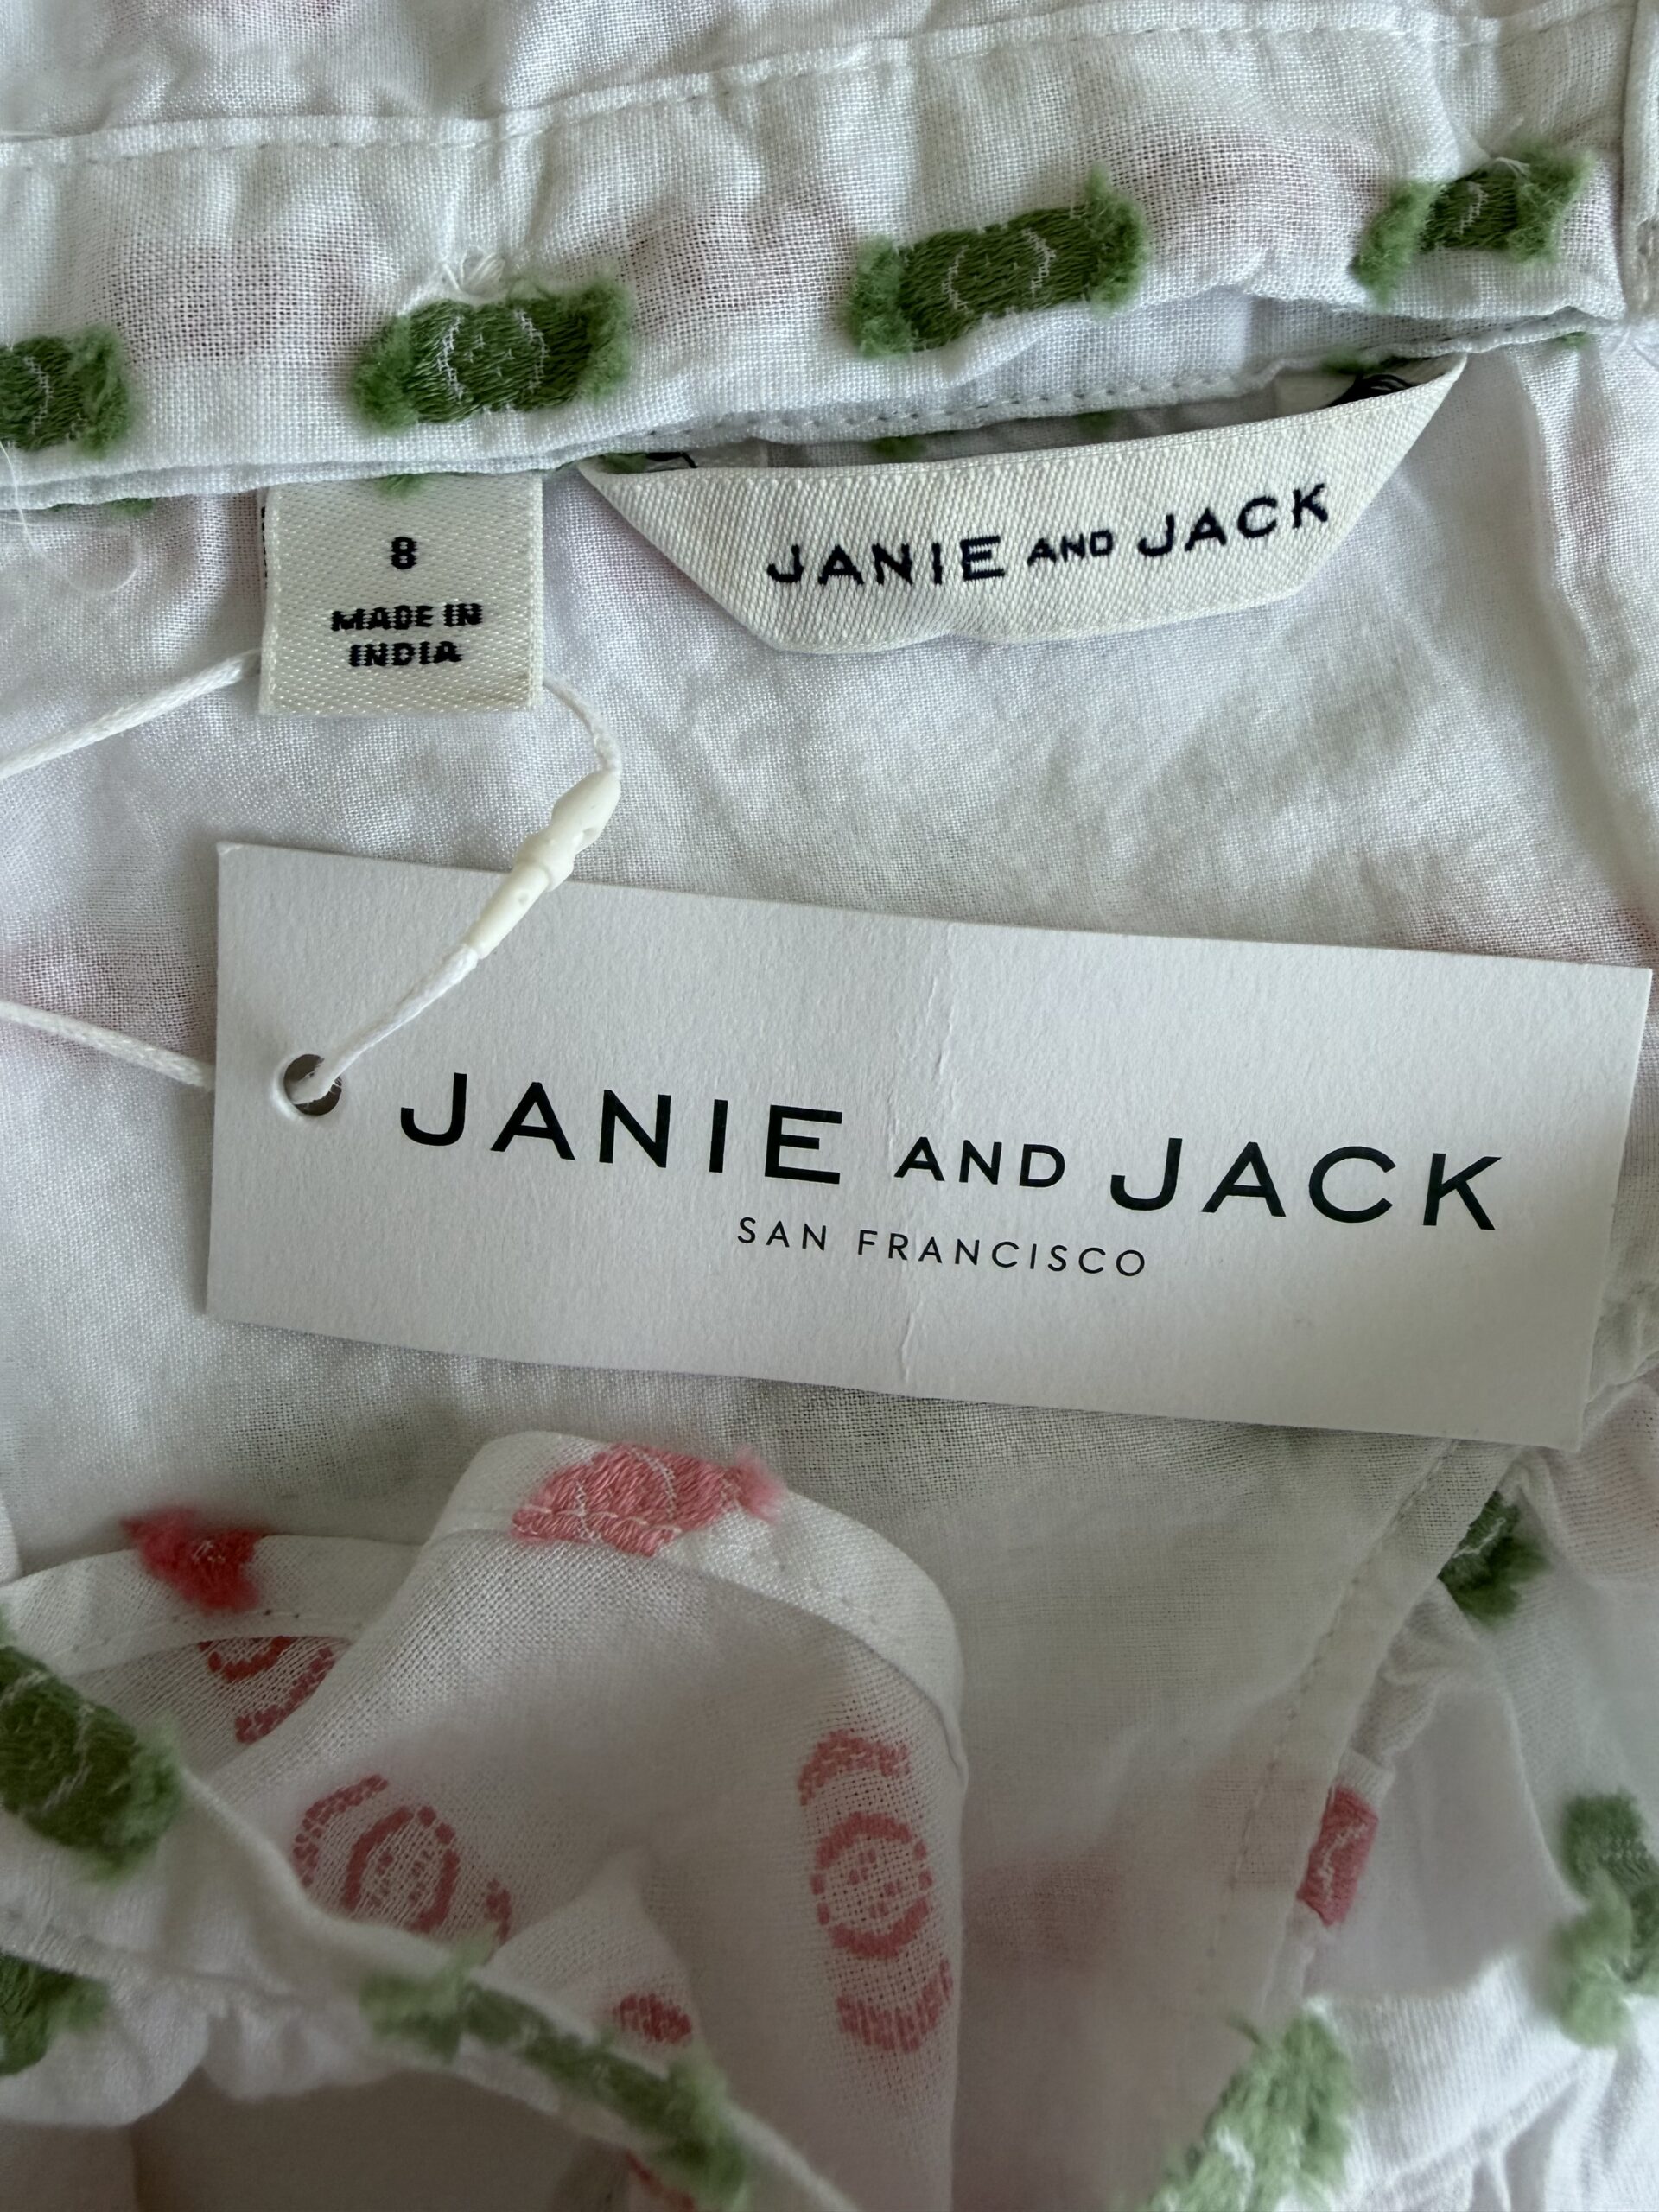 8
MADE IN
INDIA
JANIE AND JACK
JANIE AND JACK
SAN FRANCISCO